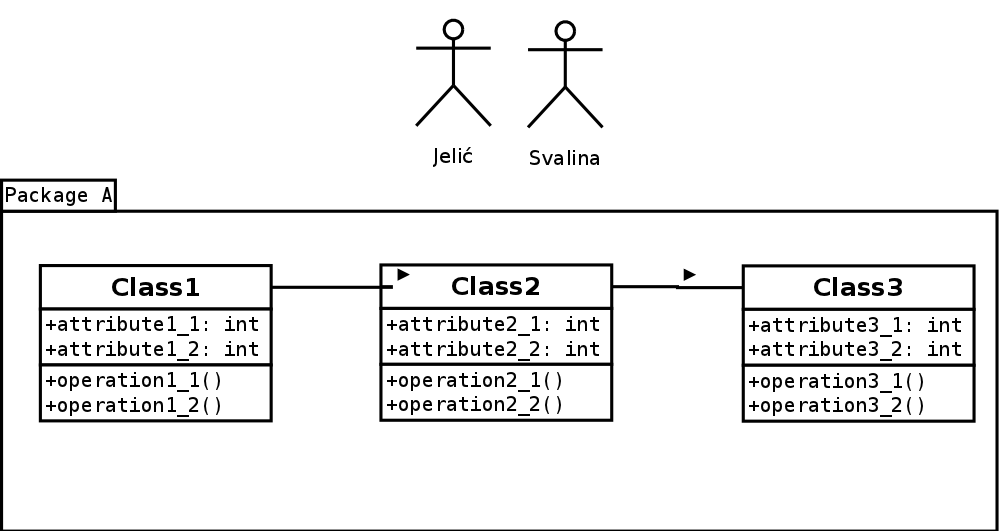 Jelić
Svalina
Package A
Class1
+attribute1_1: int
+attribute1_2: int
+operation1_1()
+operation1_2()
Class2
+attribute2_1: int
+attribute2_2: int
+operation2_1()
+operation2_2()
Class3
+attribute3_1: int
+attribute3_2: int
+operation3_1()
+operation3_2()